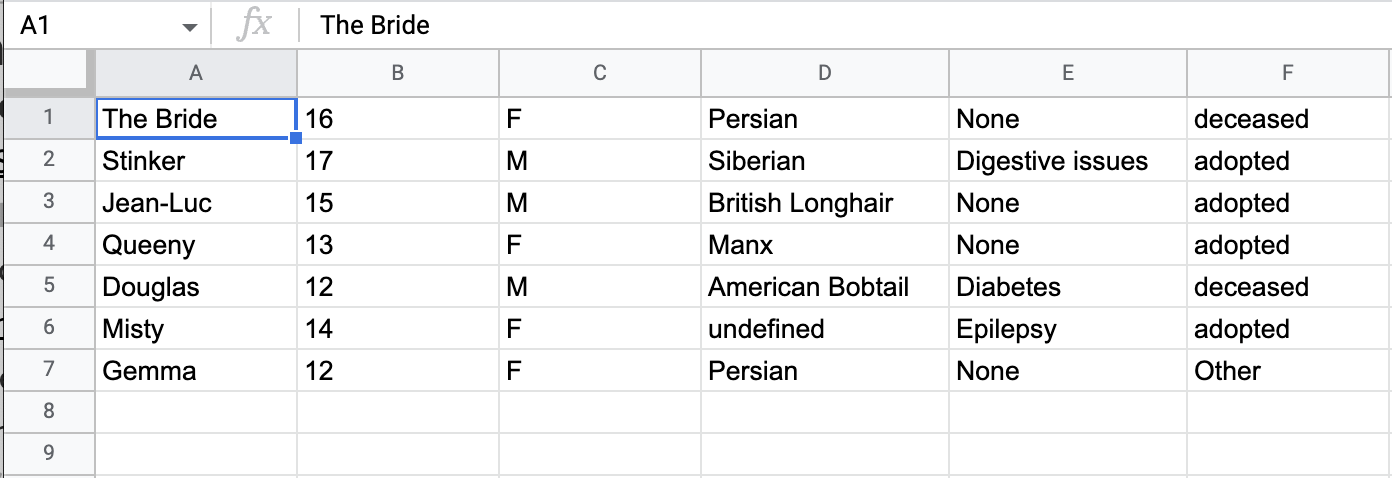 A1 fx The Bride
A B C D E F
1 The Bride 16 F Persian None deceased
2 Stinker 17 M Siberian Digestive issues adopted
3 Jean-Luc 15 M British Longhair None adopted
4 Queeny 13 F Manx None adopted
5 Douglas 12 M American Bobtail Diabetes deceased
6 Misty 14 F undefined Epilepsy adopted
7 Gemma 12 F Persian None Other
8
9